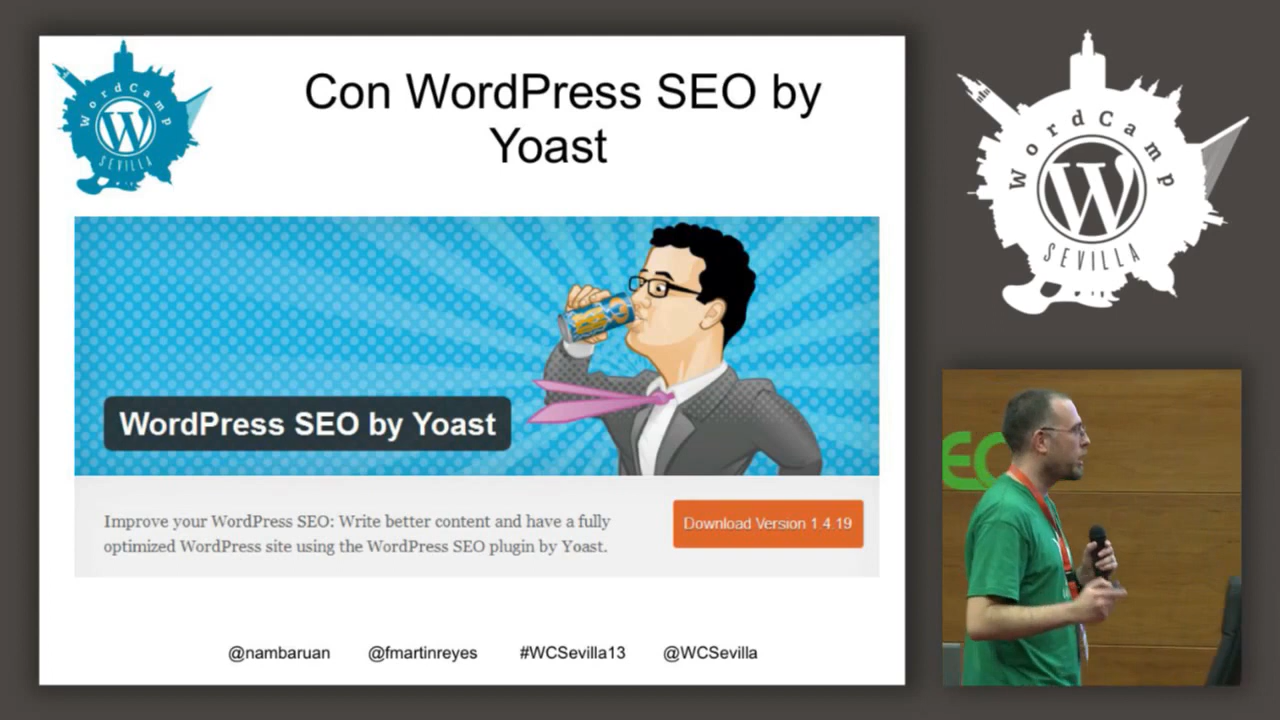 WordCamp
SEVILLA
Con WordPress SEO by
Yoast
WordPress SEO by Yoast
Improve your WordPress SEO: Write better content and have a fully
optimized WordPress site using the WordPress SEO plugin by Yoast.
Download Version 1.4.19
@nambaruan @fmartinreyes #WCSevilla13 @WCSevilla
WordCamp
SEVILLA
EO